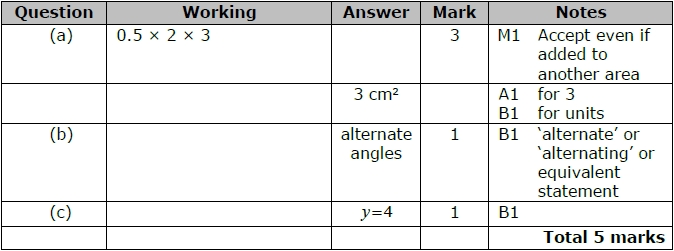 Question Working Answer Mark Notes
(a) 0.5 × 2 × 3 3 M1 Accept even if
added to
another area
3 cm² A1 for 3
B1 for units
(b) alternate 1 B1 ‘alternate’ or
angles ‘alternating’ or
equivalent
statement
(c) y=4 1 B1
Total 5 marks